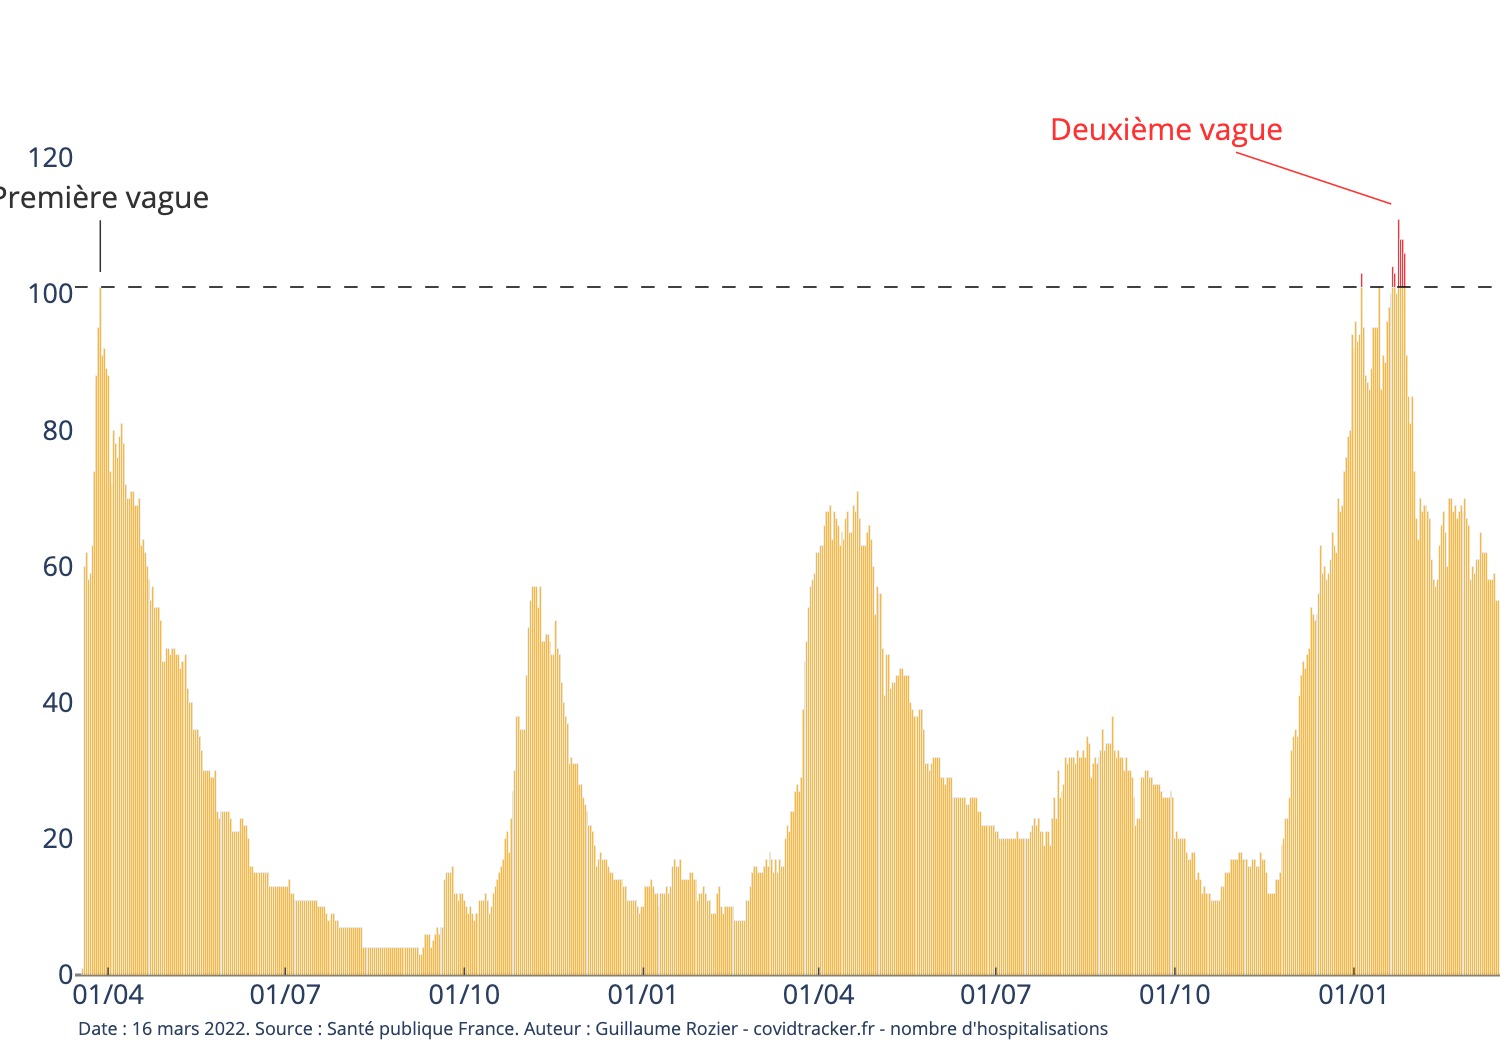 Deuxième vague
120
Première vague
100
80
60
40
20
0
01/04 01/07 01/10 01/01 01/04 01/07 01/10 01/01
Date : 16 mars 2022. Source : Santé publique France. Auteur : Guillaume Rozier - covidtracker.fr - nombre d'hospitalisations